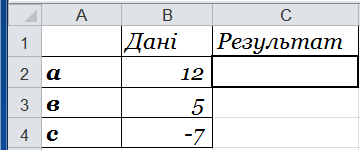 A B C
1 Дані Результат
2 а 12
3 в 5
4 с -7